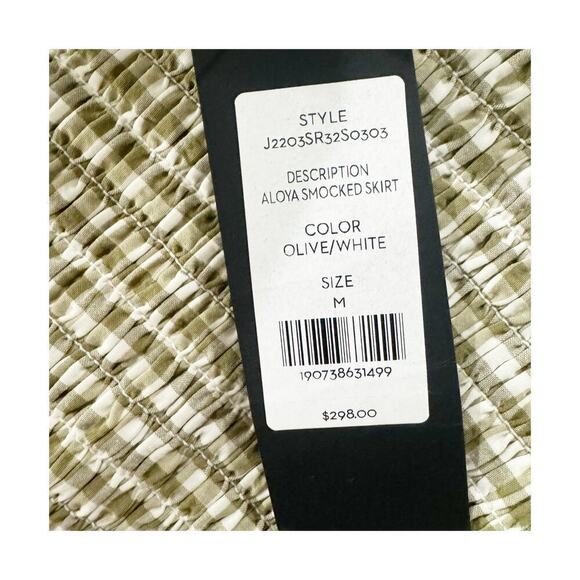 STYLE
J2203SR32S0303
DESCRIPTION
ALOYA SMOCKED SKIRT
COLOR
OLIVE/WHITE
SIZE
M
190738631499
$298.00